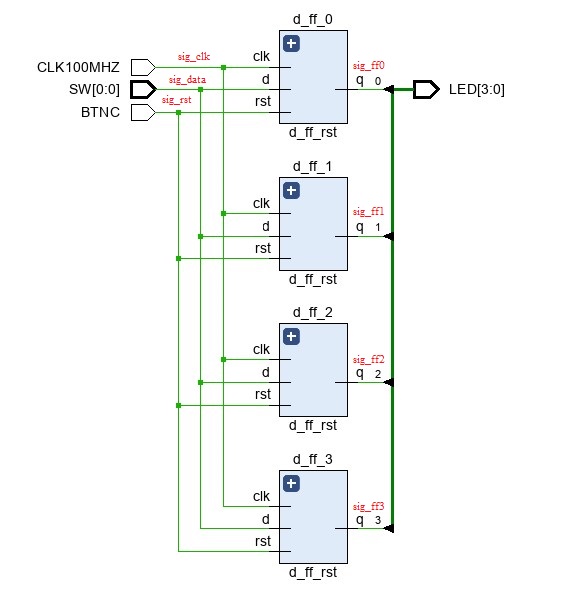 d_ff_0
CLK100MHZ sig_clk clk sig_ff0
SW[0:0] sig_data d q 0 LED[3:0]
BTNC sig_rst rst
d_ff_rst
d_ff_1
clk sig_ff1
d q 1
rst
d_ff_rst
d_ff_2
clk sig_ff2
d q 2
rst
d_ff_rst
d_ff_3
clk sig_ff3
d q 3
rst
d_ff_rst